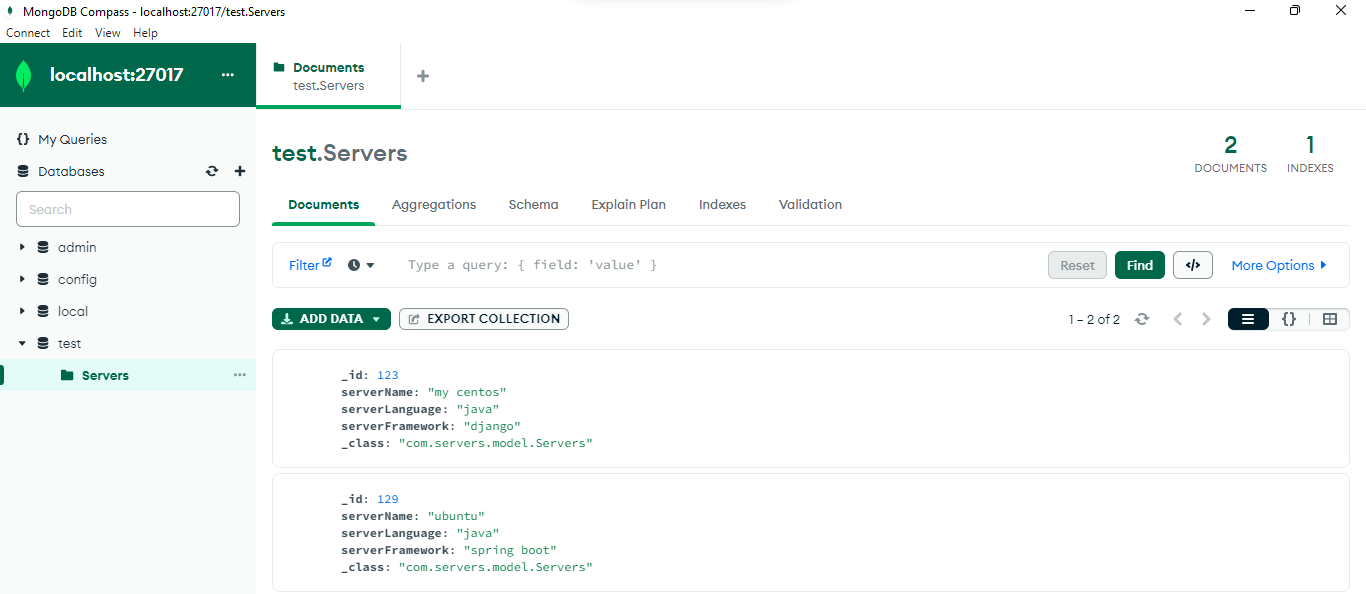 MongoDB Compass - localhost:27017/test.Servers
Connect Edit View Help
localhost:27017 ...
Documents
test.Servers
{} My Queries
Databases
Search
admin
config
local
test
Servers ...
test.Servers
2
DOCUMENTS
1
INDEXES
Documents Aggregations Schema Explain Plan Indexes Validation
Filter Type a query: { field: 'value' } Reset Find </> More Options
ADD DATA EXPORT COLLECTION 1 – 2 of 2 {}
_id: 123
serverName: "my centos"
serverLanguage: "java"
serverFramework: "django"
_class: "com.servers.model.Servers"
_id: 129
serverName: "ubuntu"
serverLanguage: "java"
serverFramework: "spring boot"
_class: "com.servers.model.Servers"